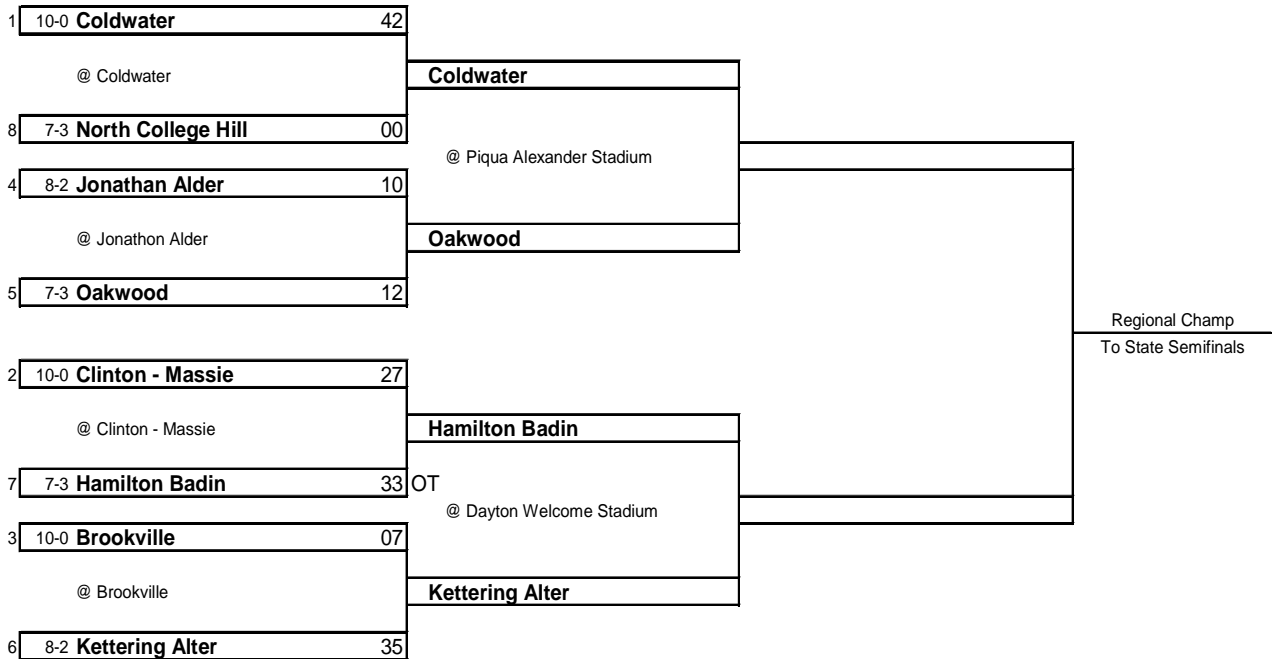 1 10-0 Coldwater 42
@ Coldwater
Coldwater
8 7-3 North College Hill 00
@ Piqua Alexander Stadium
4 8-2 Jonathan Alder 10
@ Jonathon Alder
Oakwood
5 7-3 Oakwood 12
Regional Champ
To State Semifinals
2 10-0 Clinton - Massie 27
@ Clinton - Massie
Hamilton Badin
7 7-3 Hamilton Badin 33 OT
@ Dayton Welcome Stadium
3 10-0 Brookville 07
@ Brookville
Kettering Alter
6 8-2 Kettering Alter 35